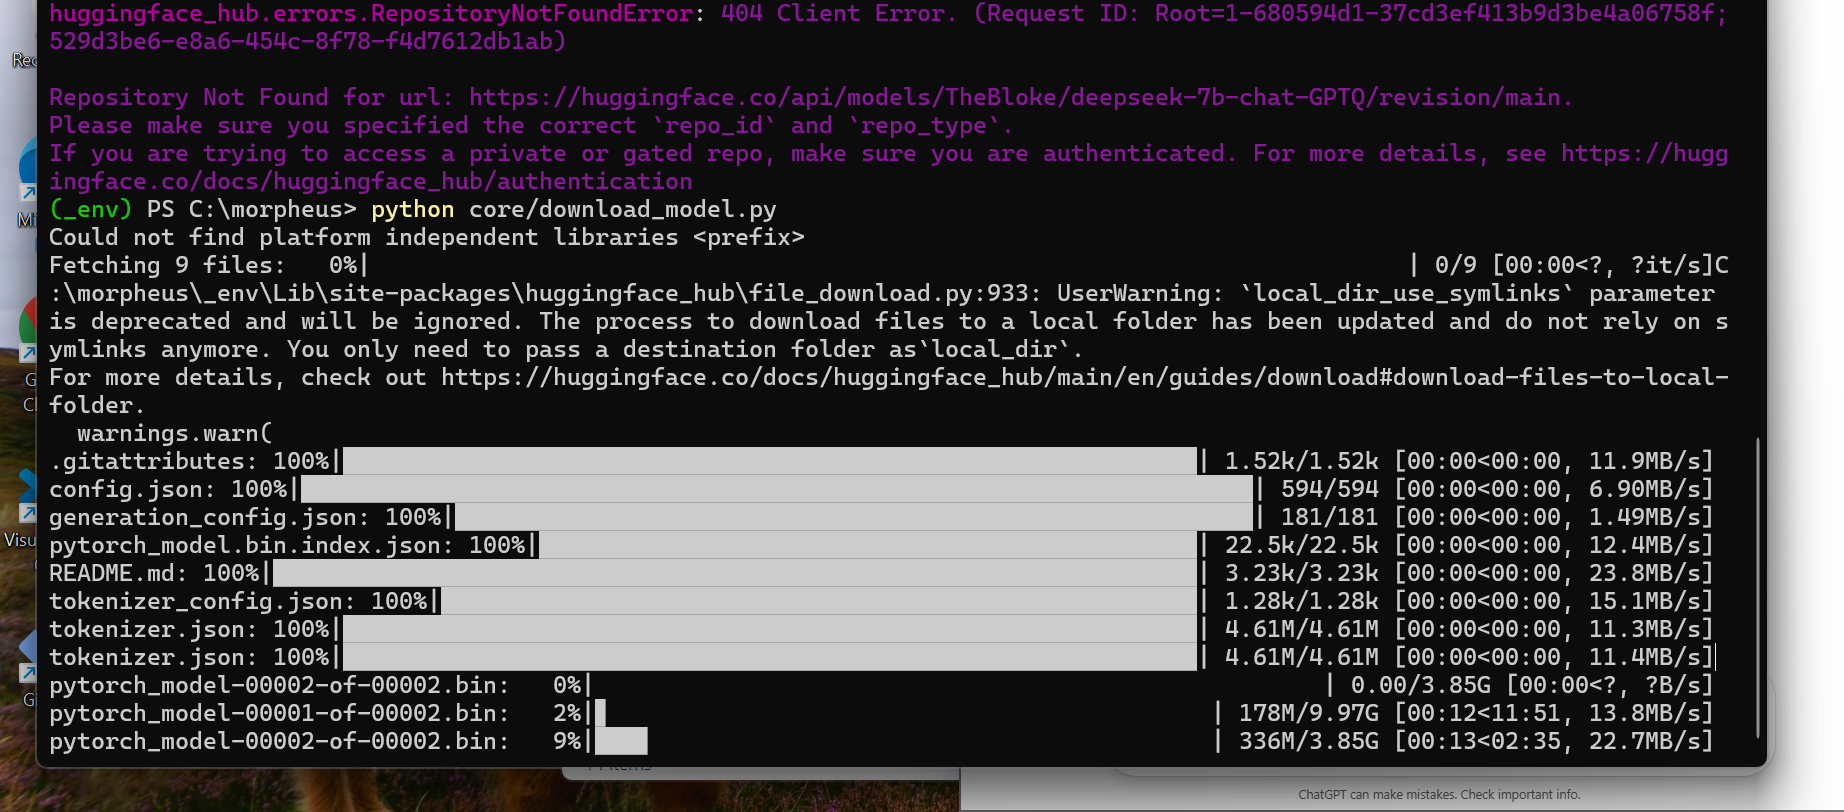 huggingface_hub.errors.RepositoryNotFoundError: 404 Client Error. (Request ID: Root=1-680594d1-37cd3ef413b9d3be4a06758f;
529d3be6-e8a6-454c-8f78-f4d7612db1ab)
Repository Not Found for url: https://huggingface.co/api/models/TheBloke/deepseek-7b-chat-GPTQ/revision/main.
Please make sure you specified the correct `repo_id` and `repo_type`.
If you are trying to access a private or gated repo, make sure you are authenticated. For more details, see https://hugg
ingface.co/docs/huggingface_hub/authentication
(_env) PS C:\morpheus> python core/download_model.py
Could not find platform independent libraries <prefix>
Fetching 9 files:   0%|          | 0/9 [00:00<?, ?it/s]C
:\morpheus\_env\Lib\site-packages\huggingface_hub\file_download.py:933: UserWarning: `local_dir_use_symlinks` parameter
is deprecated and will be ignored. The process to download files to a local folder has been updated and do not rely on s
ymlinks anymore. You only need to pass a destination folder as`local_dir`.
For more details, check out https://huggingface.co/docs/huggingface_hub/main/en/guides/download#download-files-to-local-
folder.
  warnings.warn(
.gitattributes: 100%| | 1.52k/1.52k [00:00<00:00, 11.9MB/s]
config.json: 100%| | 594/594 [00:00<00:00, 6.90MB/s]
generation_config.json: 100%| | 181/181 [00:00<00:00, 1.49MB/s]
pytorch_model.bin.index.json: 100%| | 22.5k/22.5k [00:00<00:00, 12.4MB/s]
README.md: 100%| | 3.23k/3.23k [00:00<00:00, 23.8MB/s]
tokenizer_config.json: 100%| | 1.28k/1.28k [00:00<00:00, 15.1MB/s]
tokenizer.json: 100%| | 4.61M/4.61M [00:00<00:00, 11.3MB/s]
tokenizer.json: 100%| | 4.61M/4.61M [00:00<00:00, 11.4MB/s]
pytorch_model-00002-of-00002.bin:   0%| | 0.00/3.85G [00:00<?, ?B/s]
pytorch_model-00001-of-00002.bin:   2%| | 178M/9.97G [00:12<11:51, 13.8MB/s]
pytorch_model-00002-of-00002.bin:   9%| | 336M/3.85G [00:13<02:35, 22.7MB/s]
Rec
Mi
G
Ch
Visu
Gi
ChatGPT can make mistakes. Check important info.